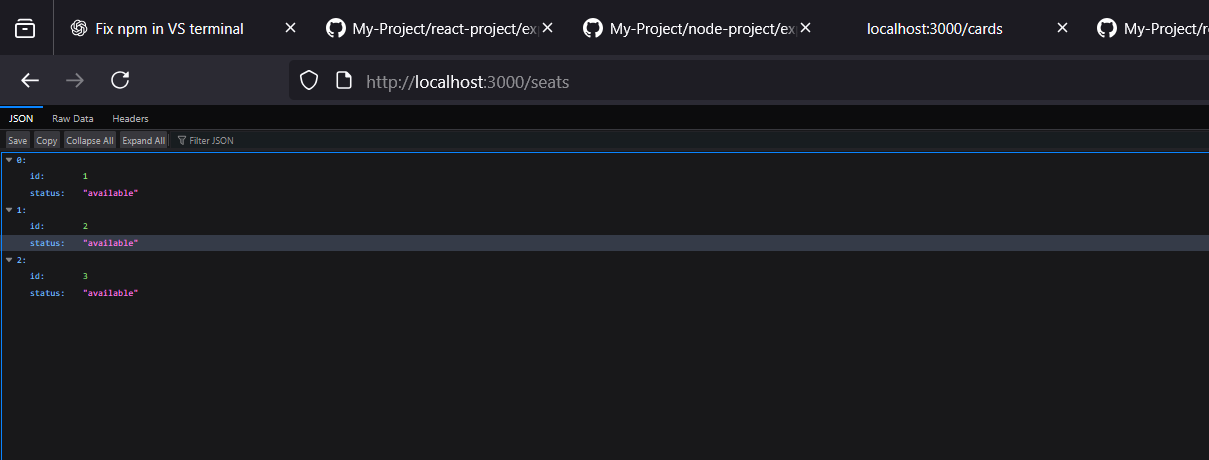 Fix npm in VS terminal
My-Project/react-project/exp
My-Project/node-project/exp
localhost:3000/cards
My-Project/r
http://localhost:3000/seats
JSON Raw Data Headers
Save Copy Collapse All Expand All Filter JSON
0:
id: 1
status: "available"
1:
id: 2
status: "available"
2:
id: 3
status: "available"